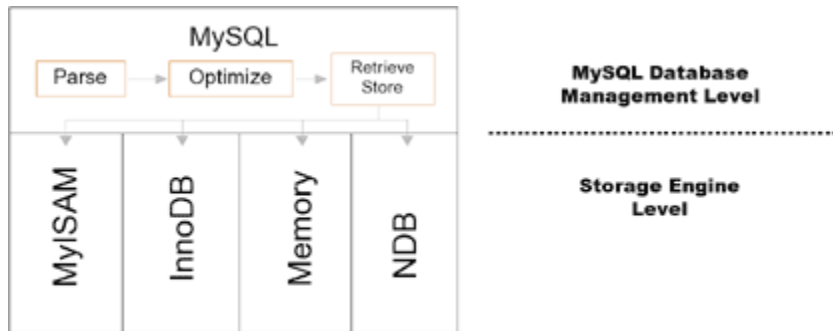 MySQL
Parse
Optimize
Retrieve
Store
MySQL Database
Management Level
MyISAM
InnoDB
Memory
NDB
Storage Engine
Level